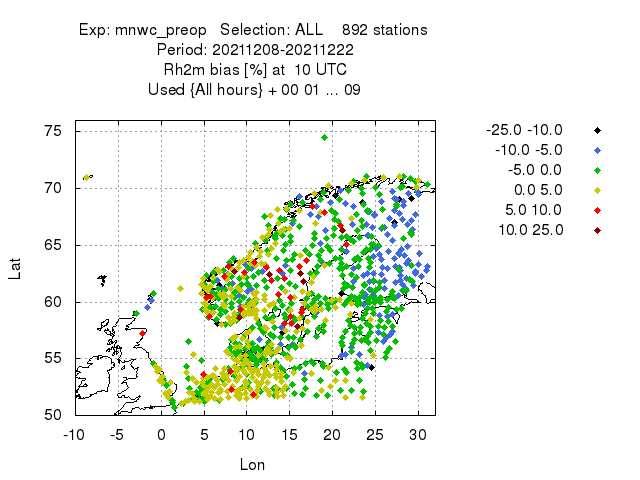 Exp: mnwc_preop   Selection: ALL    892 stations
Period: 20211208-20211222
Rh2m bias [%] at  10 UTC
Used {All hours} + 00 01 ... 09
-25.0 -10.0
-10.0 -5.0
-5.0 0.0
0.0 5.0
5.0 10.0
10.0 25.0
Lat
75
70
65
60
55
50
-10 -5 0 5 10 15 20 25 30
Lon